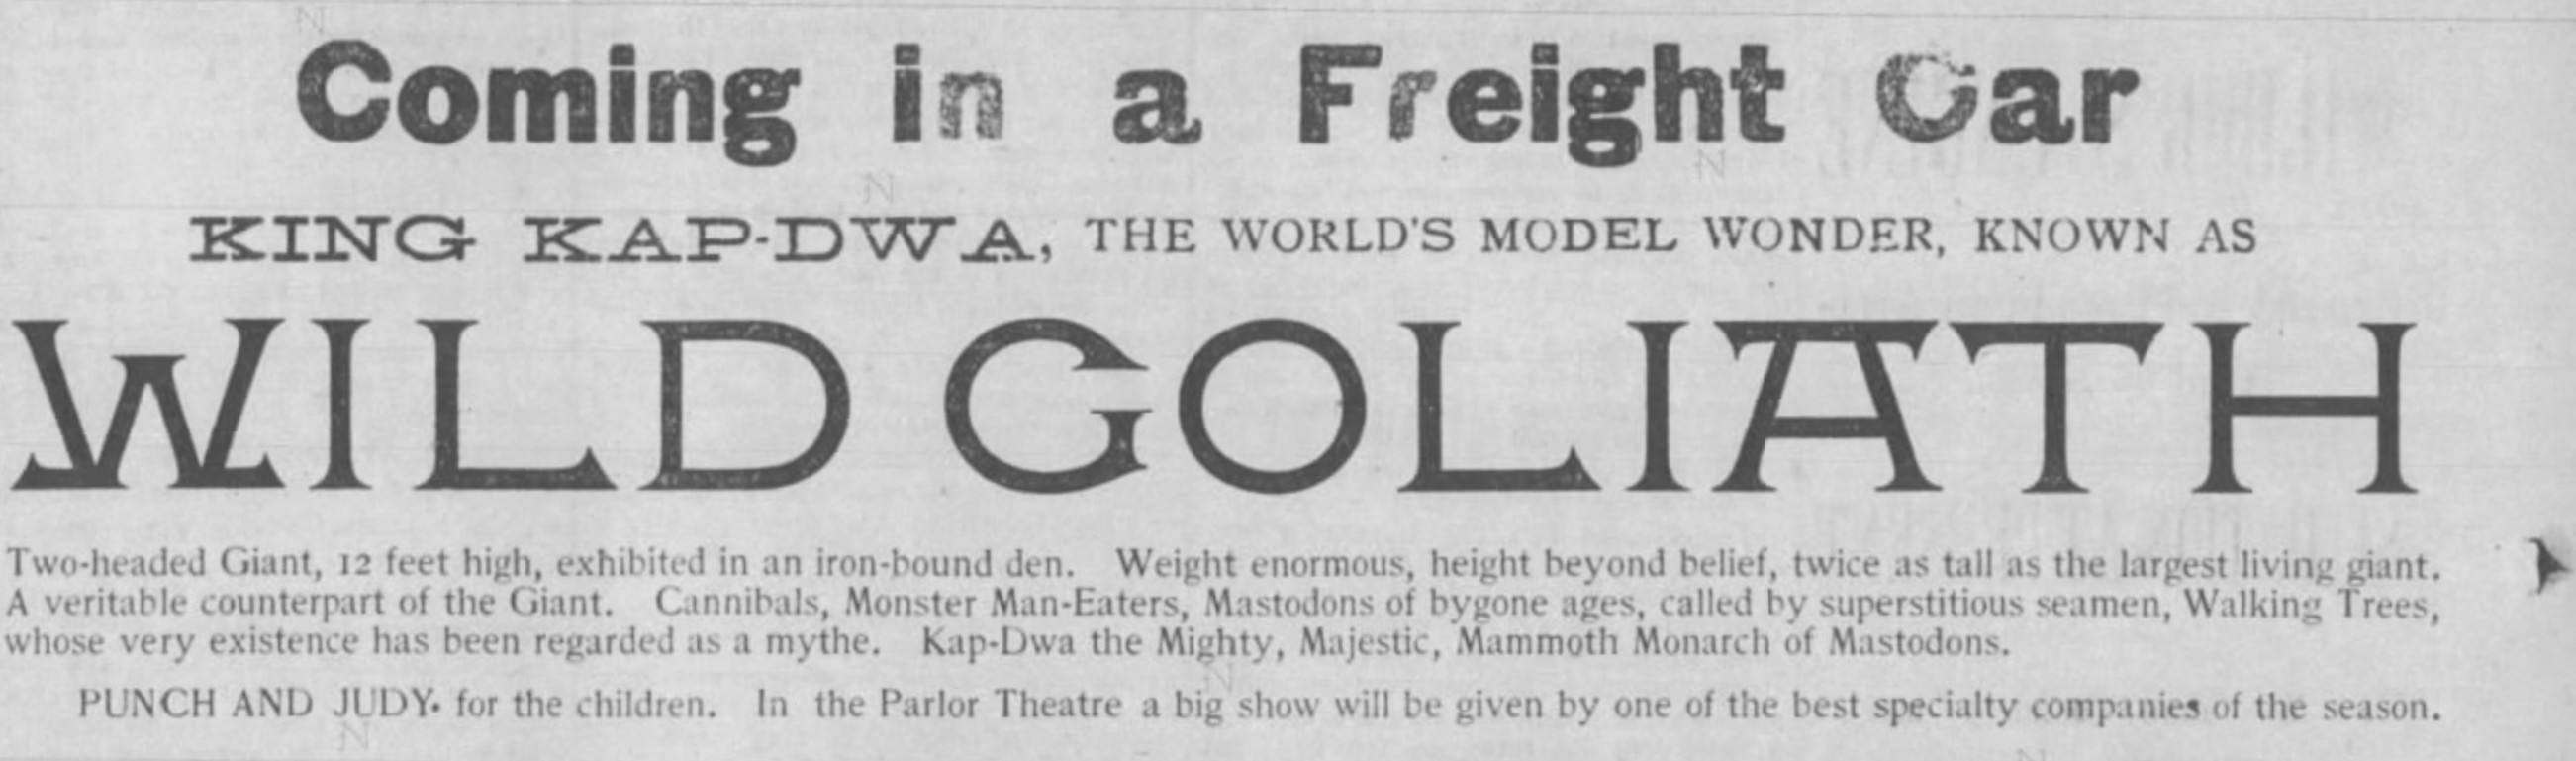 Coming in a Freight Car
KING KAP-DWA, THE WORLD'S MODEL WONDER, KNOWN AS
WILD GOLIATH
Two-headed Giant, 12 feet high, exhibited in an iron-bound den. Weight enormous, height beyond belief, twice as tall as the largest living giant.
A veritable counterpart of the Giant. Cannibals, Monster Man-Eaters, Mastodons of bygone ages, called by superstitious seamen, Walking Trees,
whose very existence has been regarded as a mythe. Kap-Dwa the Mighty, Majestic, Mammoth Monarch of Mastodons.
PUNCH AND JUDY. for the children. In the Parlor Theatre a big show will be given by one of the best specialty companies of the season.